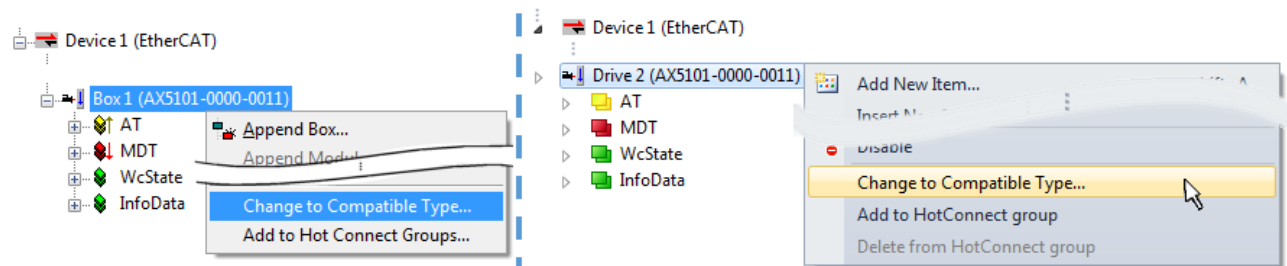 Device 1 (EtherCAT)
Box 1 (AX5101-0000-0011)
AT
MDT
WcState
InfoData
Append Box...
Append Modul
Change to Compatible Type...
Add to Hot Connect Groups...
Device 1 (EtherCAT)
Drive 2 (AX5101-0000-0011)
AT
MDT
WcState
InfoData
Add New Item...
Insert
Disable
Change to Compatible Type...
Add to HotConnect group
Delete from HotConnect group